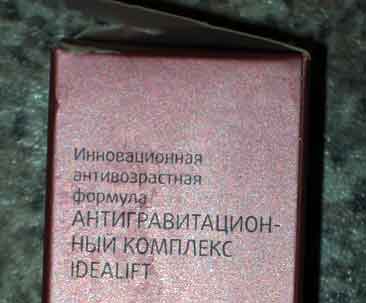 Инновационная
антивозрастная
формула
АНТИГРАВИТАЦИОН-
НЫЙ КОМПЛЕКС
IDEALIFT